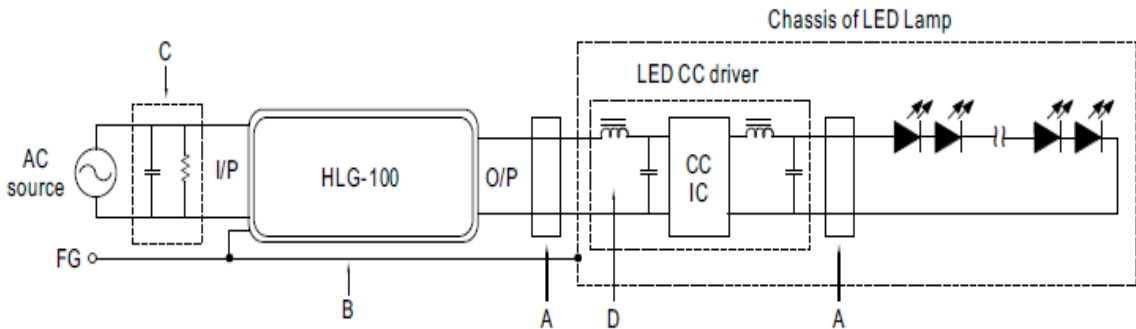 Chassis of LED Lamp
C
LED CC driver
AC
source
I/P
HLG-100
O/P
CC
IC
FG
B
A
D
A